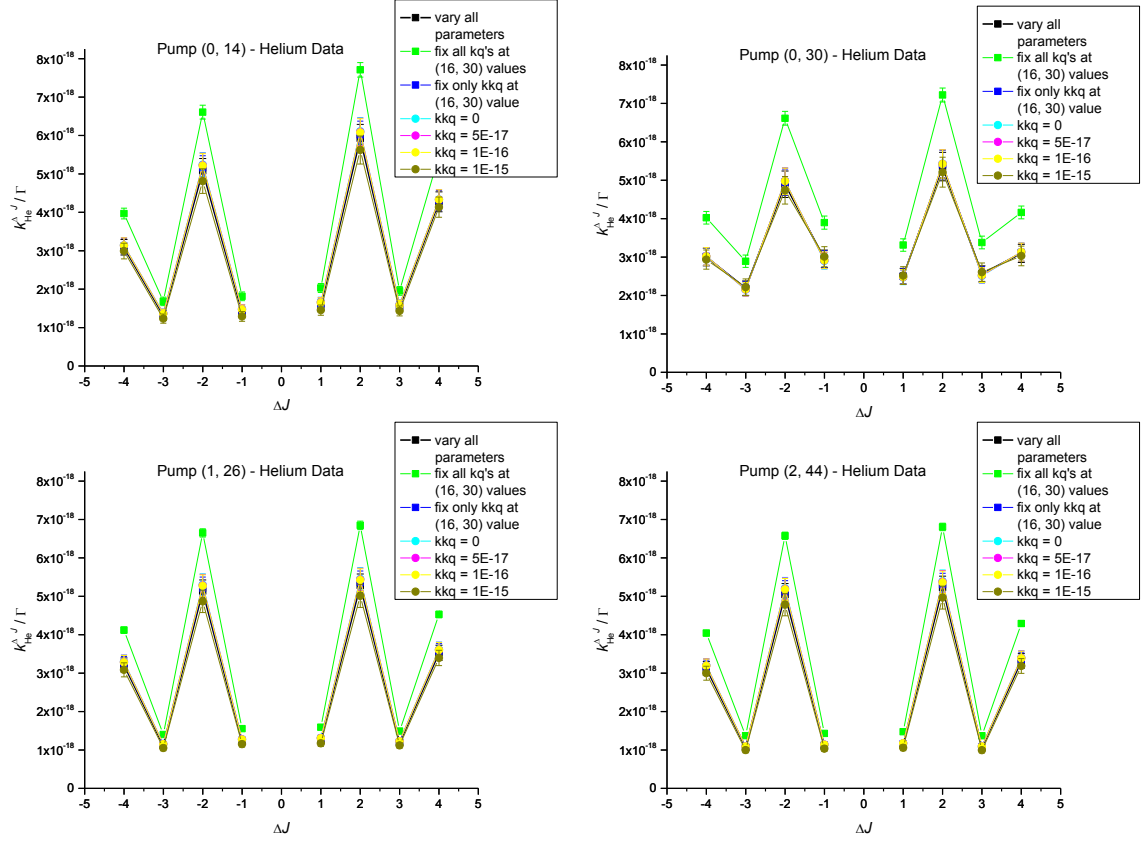 Pump (0, 14) - Helium Data
vary all
parameters
fix all kq's at
(16, 30) values
fix only kkq at
(16, 30) value
kkq = 0
kkq = 5E-17
kkq = 1E-16
kkq = 1E-15
8x10⁻¹⁸
7x10⁻¹⁸
6x10⁻¹⁸
5x10⁻¹⁸
4x10⁻¹⁸
3x10⁻¹⁸
2x10⁻¹⁸
1x10⁻¹⁸
0
k_He^ΔJ / Γ
-5 -4 -3 -2 -1 0 1 2 3 4 5
ΔJ
Pump (0, 30) - Helium Data
vary all
parameters
fix all kq's at
(16, 30) values
fix only kkq at
(16, 30) value
kkq = 0
kkq = 5E-17
kkq = 1E-16
kkq = 1E-15
8x10⁻¹⁸
7x10⁻¹⁸
6x10⁻¹⁸
5x10⁻¹⁸
4x10⁻¹⁸
3x10⁻¹⁸
2x10⁻¹⁸
1x10⁻¹⁸
0
k_He^ΔJ / Γ
-5 -4 -3 -2 -1 0 1 2 3 4 5
ΔJ
Pump (1, 26) - Helium Data
vary all
parameters
fix all kq's at
(16, 30) values
fix only kkq at
(16, 30) value
kkq = 0
kkq = 5E-17
kkq = 1E-16
kkq = 1E-15
8x10⁻¹⁸
7x10⁻¹⁸
6x10⁻¹⁸
5x10⁻¹⁸
4x10⁻¹⁸
3x10⁻¹⁸
2x10⁻¹⁸
1x10⁻¹⁸
0
k_He^ΔJ / Γ
-5 -4 -3 -2 -1 0 1 2 3 4 5
ΔJ
Pump (2, 44) - Helium Data
vary all
parameters
fix all kq's at
(16, 30) values
fix only kkq at
(16, 30) value
kkq = 0
kkq = 5E-17
kkq = 1E-16
kkq = 1E-15
8x10⁻¹⁸
7x10⁻¹⁸
6x10⁻¹⁸
5x10⁻¹⁸
4x10⁻¹⁸
3x10⁻¹⁸
2x10⁻¹⁸
1x10⁻¹⁸
0
k_He^ΔJ / Γ
-5 -4 -3 -2 -1 0 1 2 3 4 5
ΔJ